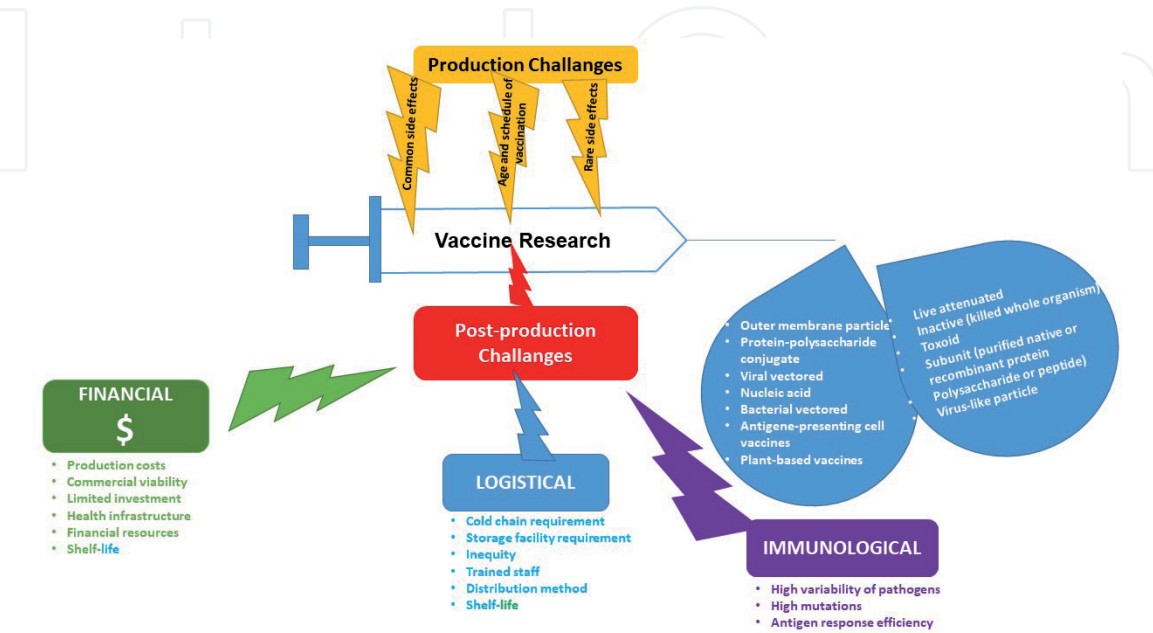 Production Challanges
Common side effects
Age and schedule of
vaccination
Rare side effects
Vaccine Research
Post-production
Challanges
FINANCIAL
$
• Production costs
• Commercial viability
• Limited investment
• Health infrastructure
• Financial resources
• Shelf-life
LOGISTICAL
• Cold chain requirement
• Storage facility requirement
• Inequity
• Trained staff
• Distribution method
• Shelf-life
IMMUNOLOGICAL
• High variability of pathogens
• High mutations
• Antigen response efficiency
• Outer membrane particle
• Protein-polysaccharide
conjugate
• Viral vectored
• Nucleic acid
• Bacterial vectored
• Antigene-presenting cell
vaccines
• Plant-based vaccines
• Live attenuated
• Inactive (killed whole organism)
• Toxoid
• Subunit (purified native or
recombinant protein
Polysaccharide or peptide)
• Virus-like particle